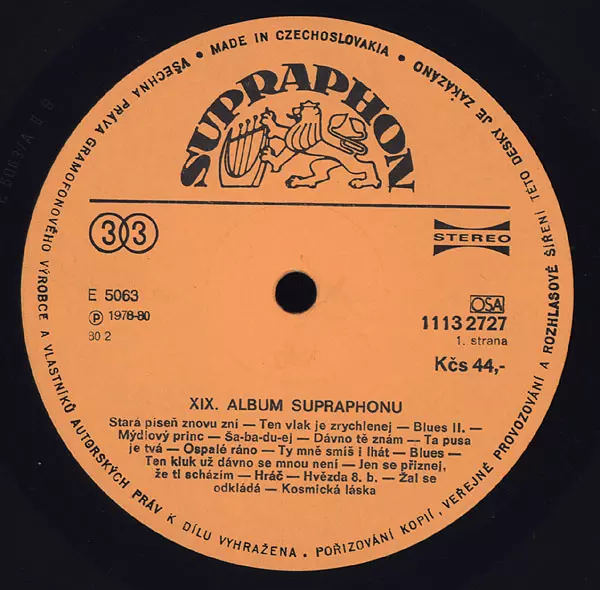 VŠECHNA PRÁVA GRAMOFONOVÉHO VÝROBCE A VLASTNÍKŮ AUTORSKÝCH PRÁV K DÍLU VYHRAŽENA. POŘIZOVÁNÍ KOPIÍ, VEŘEJNÉ PROVOZOVÁNÍ A ROZHLASOVÉ ŠÍŘENÍ TÉTO DESKY JE ZAKÁZÁNO • MADE IN CZECHOSLOVAKIA •
SUPRAPHON
33
STEREO
E 5063
Ⓟ 1978-80
80 2
OSA
1113 2727
1. strana
Kčs 44,-
XIX. ALBUM SUPRAPHONU
Stará píseň znovu zní — Ten vlak je zrychlenej — Blues II. —
Mýdlový princ — Ša-ba-du-ej — Dávno tě znám — Ta pusa
je tvá — Ospalé ráno — Ty mně smíš i lhát — Blues —
Ten kluk už dávno se mnou není — Jen se přiznej,
že ti scházím — Hráč — Hvězda 8. b. — Žal se
odkládá — Kosmická láska